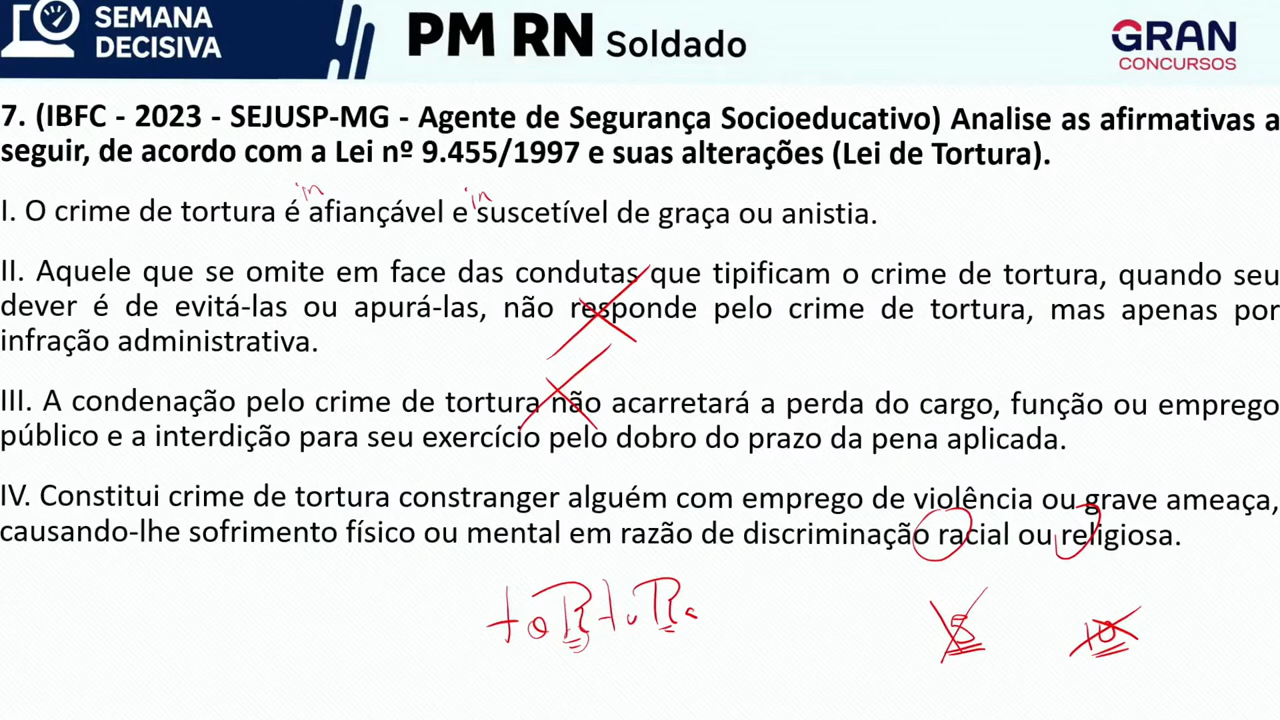 SEMANA
DECISIVA
PM RN Soldado
GRAN
CONCURSOS
7. (IBFC - 2023 - SEJUSP-MG - Agente de Segurança Socioeducativo) Analise as afirmativas a
seguir, de acordo com a Lei nº 9.455/1997 e suas alterações (Lei de Tortura).
in in
I. O crime de tortura é afiançável e suscetível de graça ou anistia.
II. Aquele que se omite em face das condutas que tipificam o crime de tortura, quando seu
dever é de evitá-las ou apurá-las, não responde pelo crime de tortura, mas apenas por
infração administrativa.
III. A condenação pelo crime de tortura não acarretará a perda do cargo, função ou emprego
público e a interdição para seu exercício pelo dobro do prazo da pena aplicada.
IV. Constitui crime de tortura constranger alguém com emprego de violência ou grave ameaça,
causando-lhe sofrimento físico ou mental em razão de discriminação racial ou religiosa.
toRtuRa 5 10